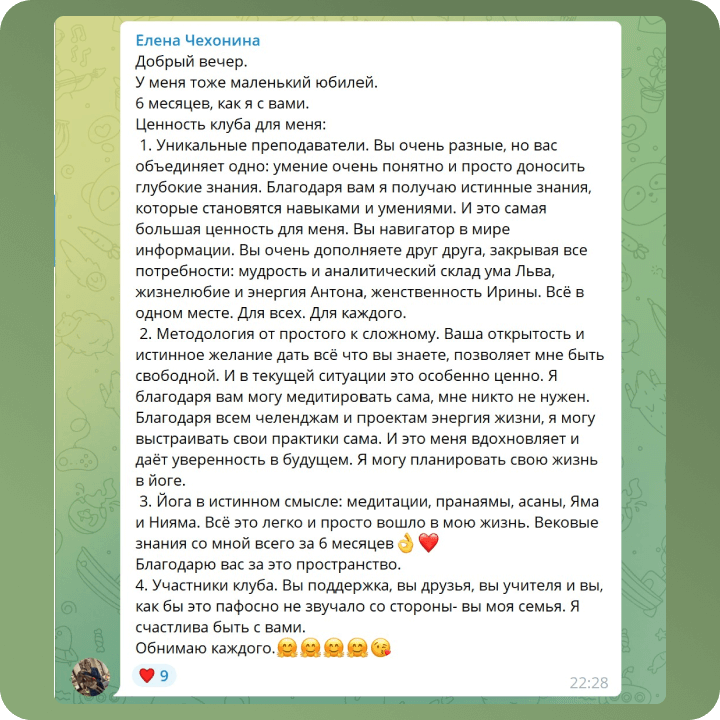 Елена Чехонина
Добрый вечер.
У меня тоже маленький юбилей.
6 месяцев, как я с вами.
Ценность клуба для меня:
1. Уникальные преподаватели. Вы очень разные, но вас
объединяет одно: умение очень понятно и просто доносить
глубокие знания. Благодаря вам я получаю истинные знания,
которые становятся навыками и умениями. И это самая
большая ценность для меня. Вы навигатор в мире
информации. Вы очень дополняете друг друга, закрывая все
потребности: мудрость и аналитический склад ума Льва,
жизнелюбие и энергия Антона, женственность Ирины. Всё в
одном месте. Для всех. Для каждого.
2. Методология от простого к сложному. Ваша открытость и
истинное желание дать всё что вы знаете, позволяет мне быть
свободной. И в текущей ситуации это особенно ценно. Я
благодаря вам могу медитировать сама, мне никто не нужен.
Благодаря всем челенджам и проектам энергия жизни, я могу
выстраивать свои практики сама. И это меня вдохновляет и
даёт уверенность в будущем. Я могу планировать свою жизнь
в йоге.
3. Йога в истинном смысле: медитации, пранаямы, асаны, Яма
и Нияма. Всё это легко и просто вошло в мою жизнь. Вековые
знания со мной всего за 6 месяцев👌❤️
Благодарю вас за это пространство.
4. Участники клуба. Вы поддержка, вы друзья, вы учителя и вы,
как бы это пафосно не звучало со стороны- вы моя семья. Я
счастлива быть с вами.
Обнимаю каждого.🤗🤗🤗🤗😘
❤️ 9
22:28